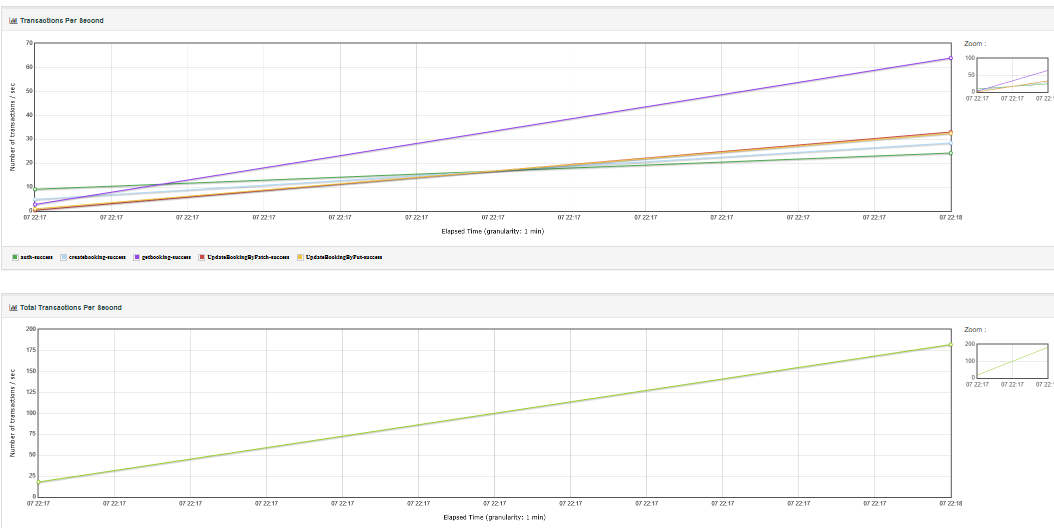 Transactions Per Second
Zoom :
70
60
50
40
30
20
10
0
Number of transactions / sec
07 22:17 07 22:17 07 22:17 07 22:17 07 22:17 07 22:17 07 22:17 07 22:17 07 22:17 07 22:17 07 22:17 07 22:17 07 22:18
Elapsed Time (granularity: 1 min)
100
50
0
07 22:17 07 22:17 07 22:
auth-success createbooking-success getbooking-success UpdateBookingByPatch-success UpdateBookingByPut-success
Total Transactions Per Second
Zoom :
200
175
150
125
100
75
50
25
0
Number of transactions / sec
07 22:17 07 22:17 07 22:17 07 22:17 07 22:17 07 22:17 07 22:17 07 22:17 07 22:17 07 22:17 07 22:17 07 22:17 07 22:18
Elapsed Time (granularity: 1 min)
200
100
0
07 22:17 07 22:17 07 22: